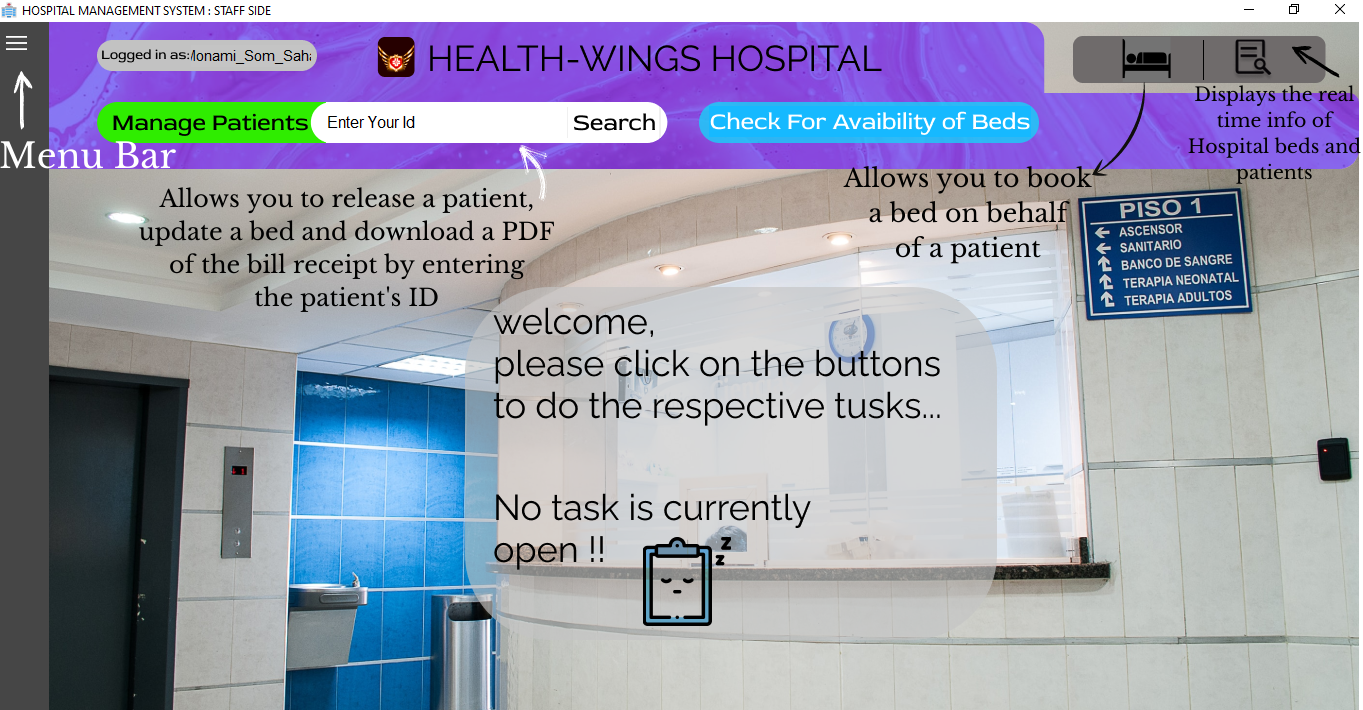 HOSPITAL MANAGEMENT SYSTEM : STAFF SIDE
Logged in as: Monami_Som_Saha
HEALTH-WINGS HOSPITAL
Manage Patients
Enter Your Id
Search
Check For Avaibility of Beds
Menu Bar
Displays the real
time info of
Hospital beds and
patients
Allows you to book
a bed on behalf
of a patient
Allows you to release a patient,
update a bed and download a PDF
of the bill receipt by entering
the patient's ID
PISO 1
ASCENSOR
SANITARIO
BANCO DE SANGRE
TERAPIA NEONATAL
TERAPIA ADULTOS
welcome,
please click on the buttons
to do the respective tusks...
No task is currently
open !!
z
z